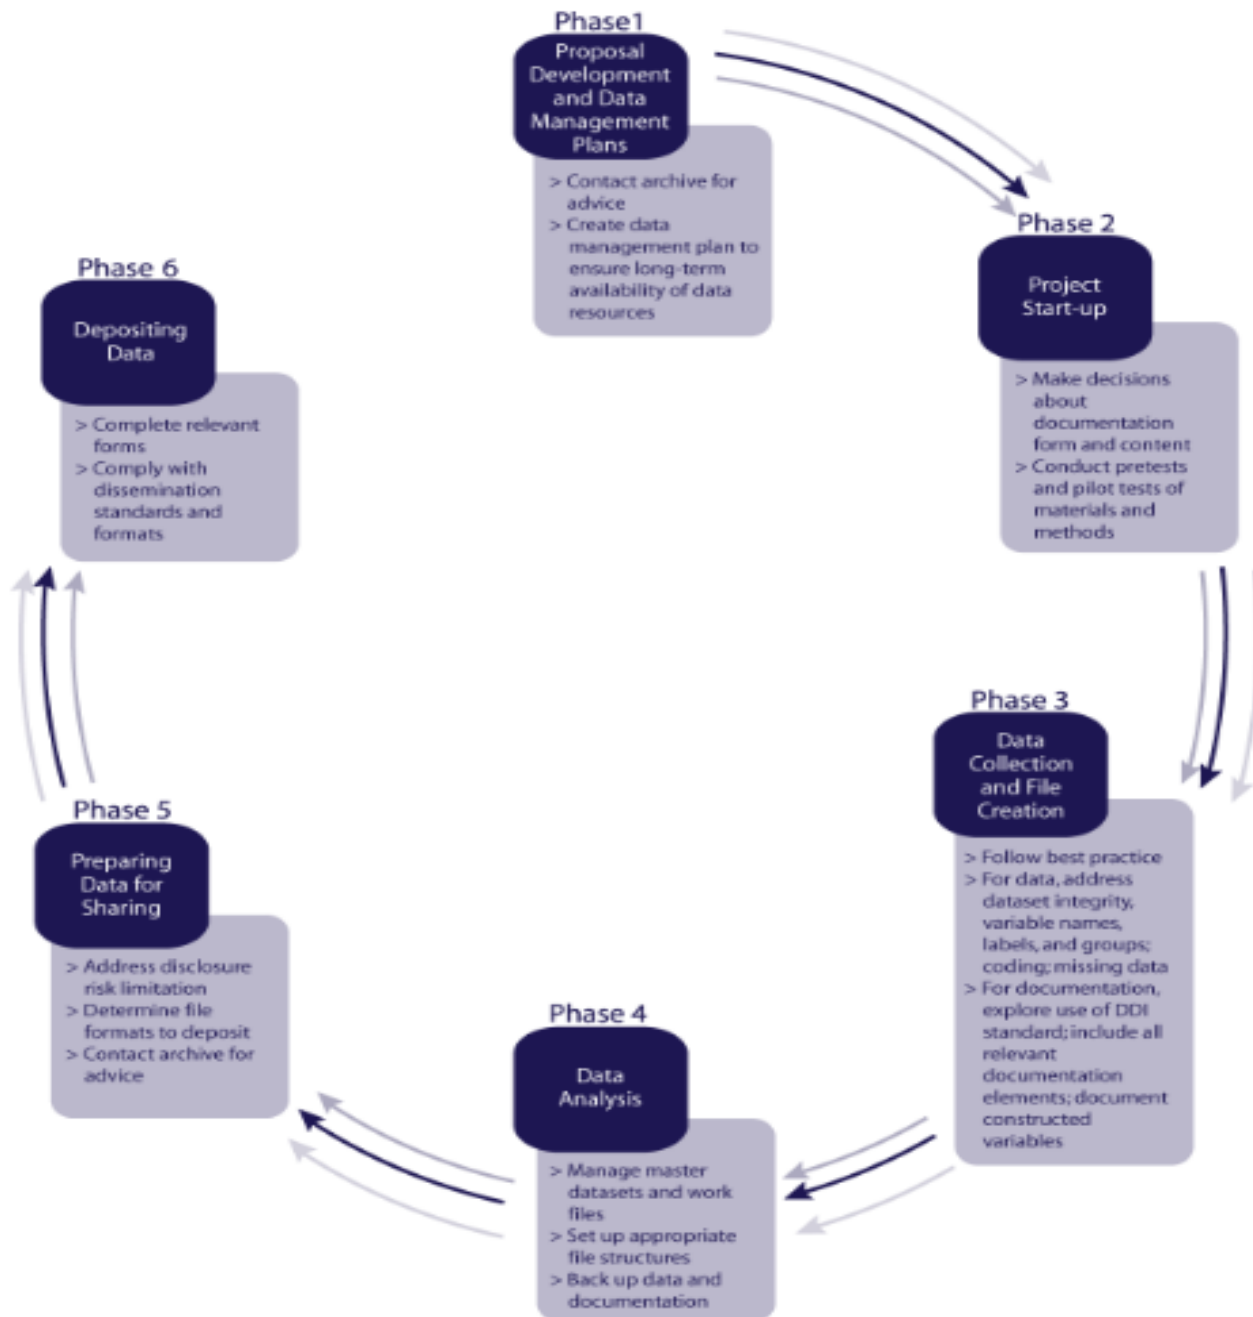 Phase1
Proposal
Development
and Data
Management
Plans
> Contact archive for
advice
> Create data
management plan to
ensure long-term
availability of data
resources
Phase 2
Project
Start-up
> Make decisions
about
documentation
form and content
> Conduct pretests
and pilot tests of
materials and
methods
Phase 3
Data
Collection
and File
Creation
> Follow best practice
> For data, address
dataset integrity,
variable names,
labels, and groups;
coding; missing data
> For documentation,
explore use of DDI
standard; include all
relevant
documentation
elements; document
constructed
variables
Phase 4
Data
Analysis
> Manage master
datasets and work
files
> Set up appropriate
file structures
> Back up data and
documentation
Phase 5
Preparing
Data for
Sharing
> Address disclosure
risk limitation
> Determine file
formats to deposit
> Contact archive for
advice
Phase 6
Depositing
Data
> Complete relevant
forms
> Comply with
dissemination
standards and
formats